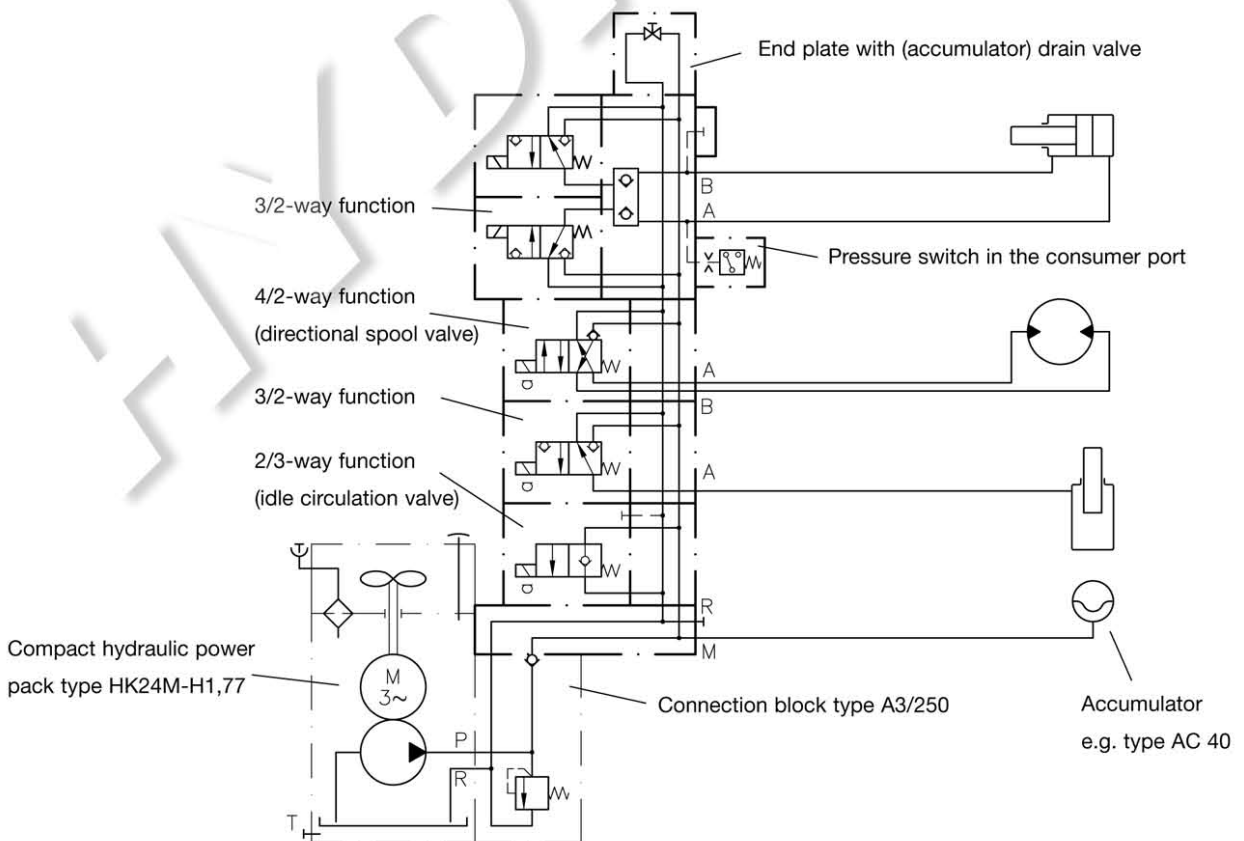 HYD
End plate with (accumulator) drain valve
B
3/2-way function
A
Pressure switch in the consumer port
4/2-way function
(directional spool valve)
A
3/2-way function
B
2/3-way function
A
(idle circulation valve)
R
Compact hydraulic power
pack type HK24M-H1,77
M
3~
M
Connection block type A3/250
Accumulator
e.g. type AC 40
P
R
T